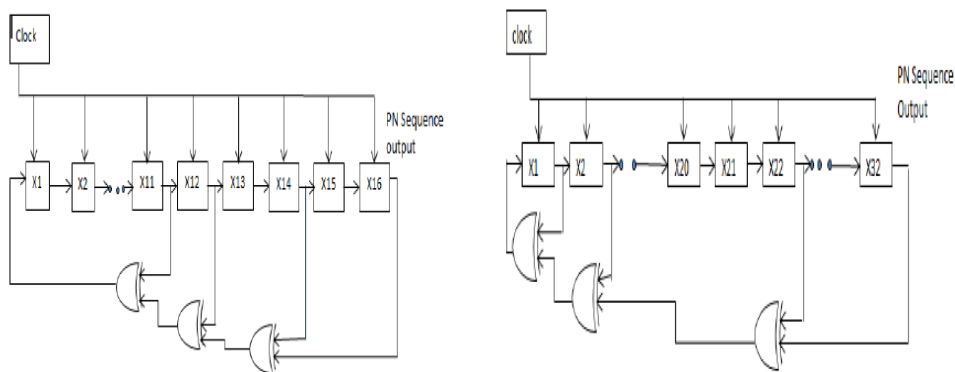 Clock
PN Sequence
output
X1
X2
X11
X12
X13
X14
X15
X16
clock
PN Sequence
Output
X1
X2
X20
X21
X22
X32